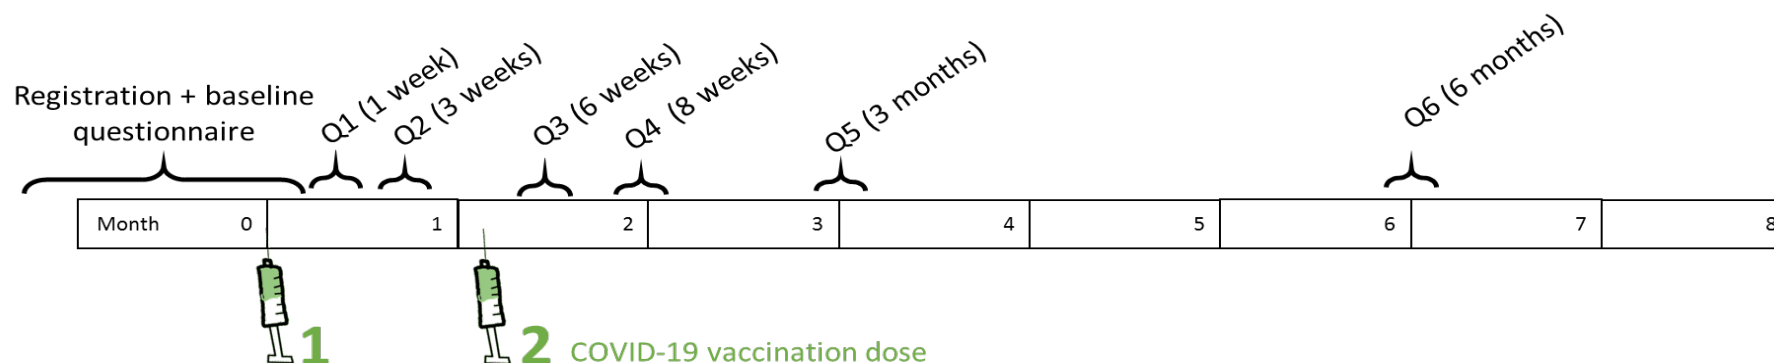 Registration + baseline
questionnaire
Q1 (1 week)
Q2 (3 weeks)
Q3 (6 weeks)
Q4 (8 weeks)
Q5 (3 months)
Q6 (6 months)
Month 0 1 2 3 4 5 6 7 8
1 2 COVID-19 vaccination dose